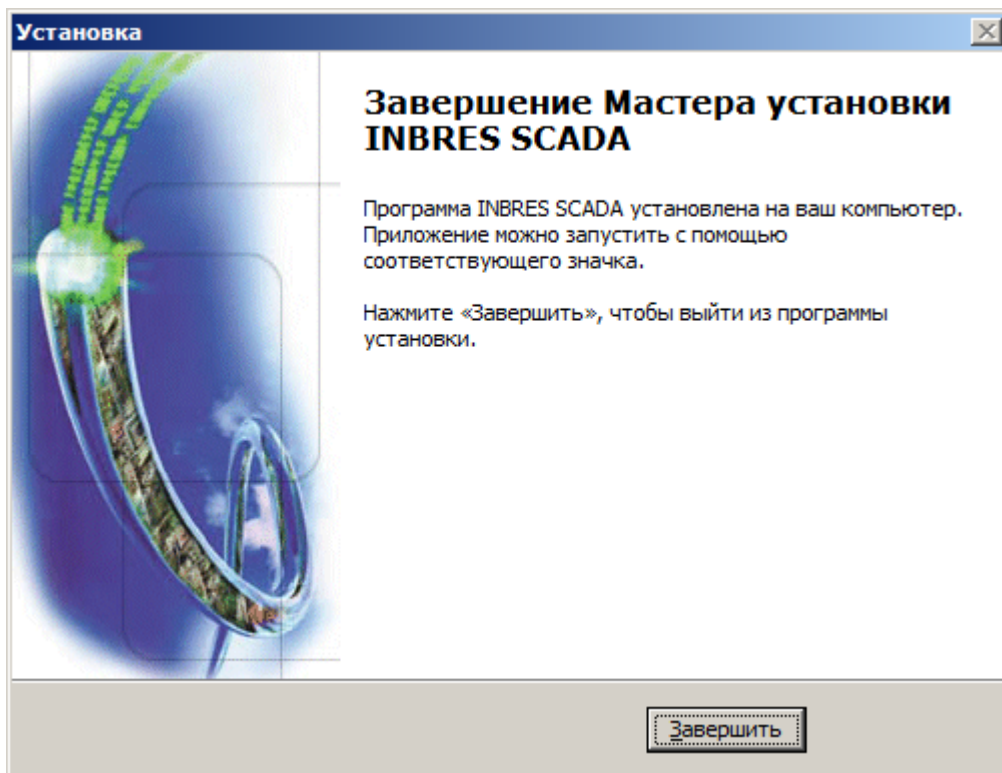 Установка
Завершение Мастера установки
INBRES SCADA
Программа INBRES SCADA установлена на ваш компьютер.
Приложение можно запустить с помощью
соответствующего значка.
Нажмите «Завершить», чтобы выйти из программы
установки.
Завершить